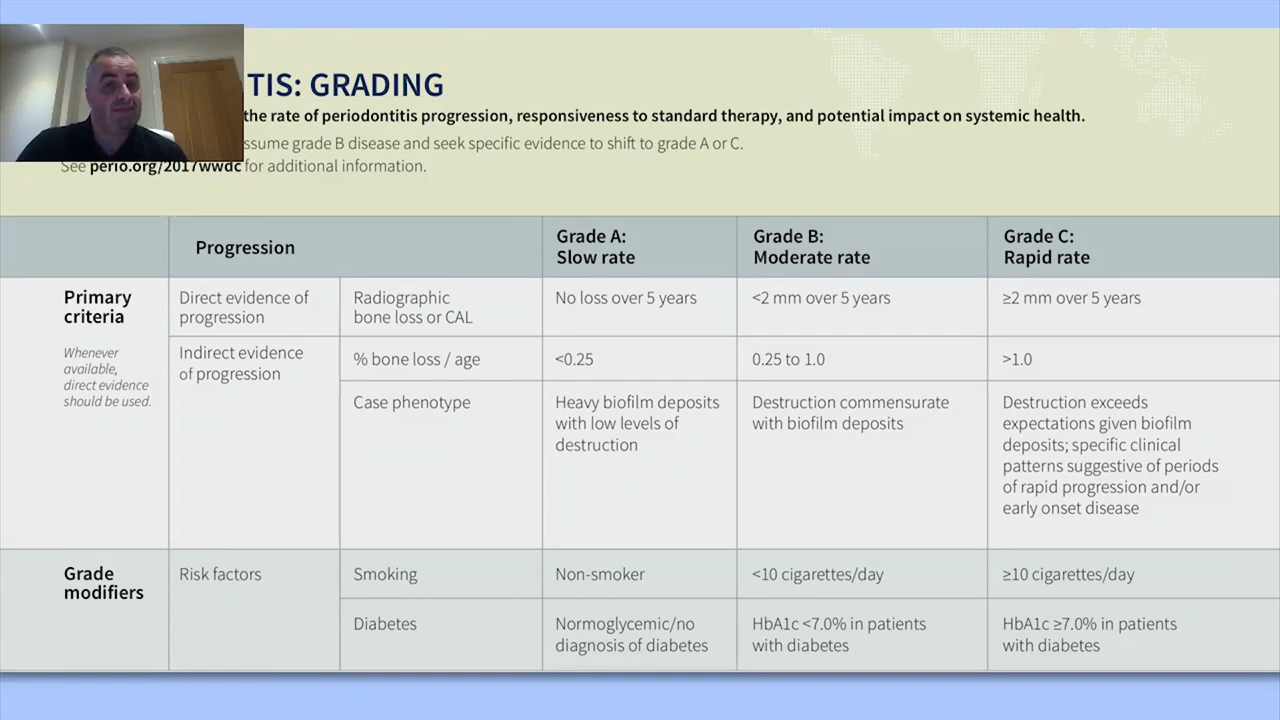 TIS: GRADING
the rate of periodontitis progression, responsiveness to standard therapy, and potential impact on systemic health.
ssume grade B disease and seek specific evidence to shift to grade A or C.
See perio.org/2017wwdc for additional information.
Progression
Grade A:
Slow rate
Grade B:
Moderate rate
Grade C:
Rapid rate
Primary
criteria
Whenever
available,
direct evidence
should be used.
Direct evidence of
progression
Radiographic
bone loss or CAL
No loss over 5 years
<2 mm over 5 years
≥2 mm over 5 years
Indirect evidence
of progression
% bone loss / age
<0.25
0.25 to 1.0
>1.0
Case phenotype
Heavy biofilm deposits
with low levels of
destruction
Destruction commensurate
with biofilm deposits
Destruction exceeds
expectations given biofilm
deposits; specific clinical
patterns suggestive of periods
of rapid progression and/or
early onset disease
Grade
modifiers
Risk factors
Smoking
Non-smoker
<10 cigarettes/day
≥10 cigarettes/day
Diabetes
Normoglycemic/no
diagnosis of diabetes
HbA1c <7.0% in patients
with diabetes
HbA1c ≥7.0% in patients
with diabetes